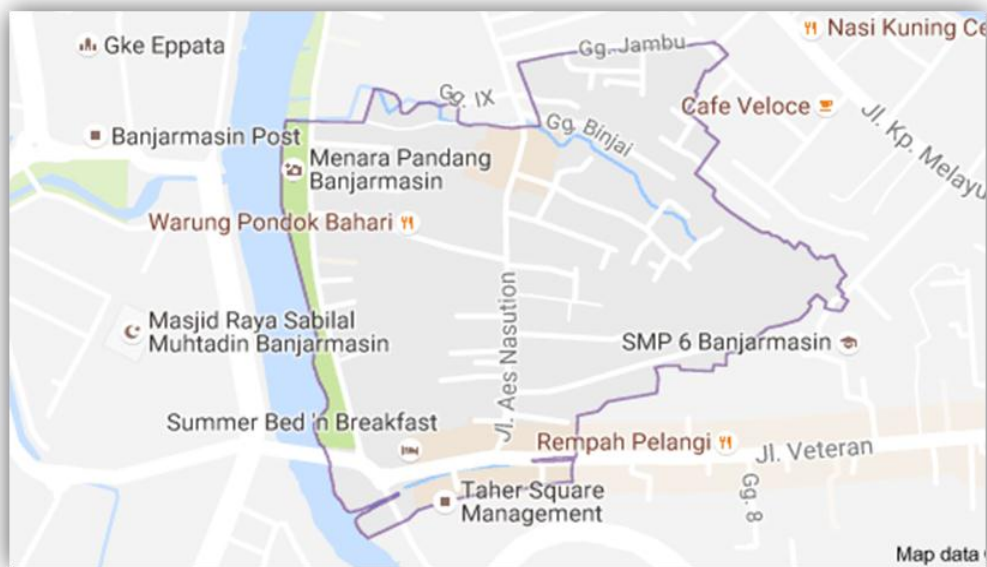 Gke Eppata
Nasi Kuning Ce
Gg. Jambu
Gg. IX
Cafe Veloce
Jl. Kp. Melayu
Banjarmasin Post
Gg. Binjai
Menara Pandang
Banjarmasin
Warung Pondok Bahari
Jl. Aes Nasution
Masjid Raya Sabilal
Muhtadin Banjarmasin
SMP 6 Banjarmasin
Summer Bed 'n Breakfast
Rempah Pelangi
Jl. Veteran
Taher Square
Management
Gg. 8
Map data